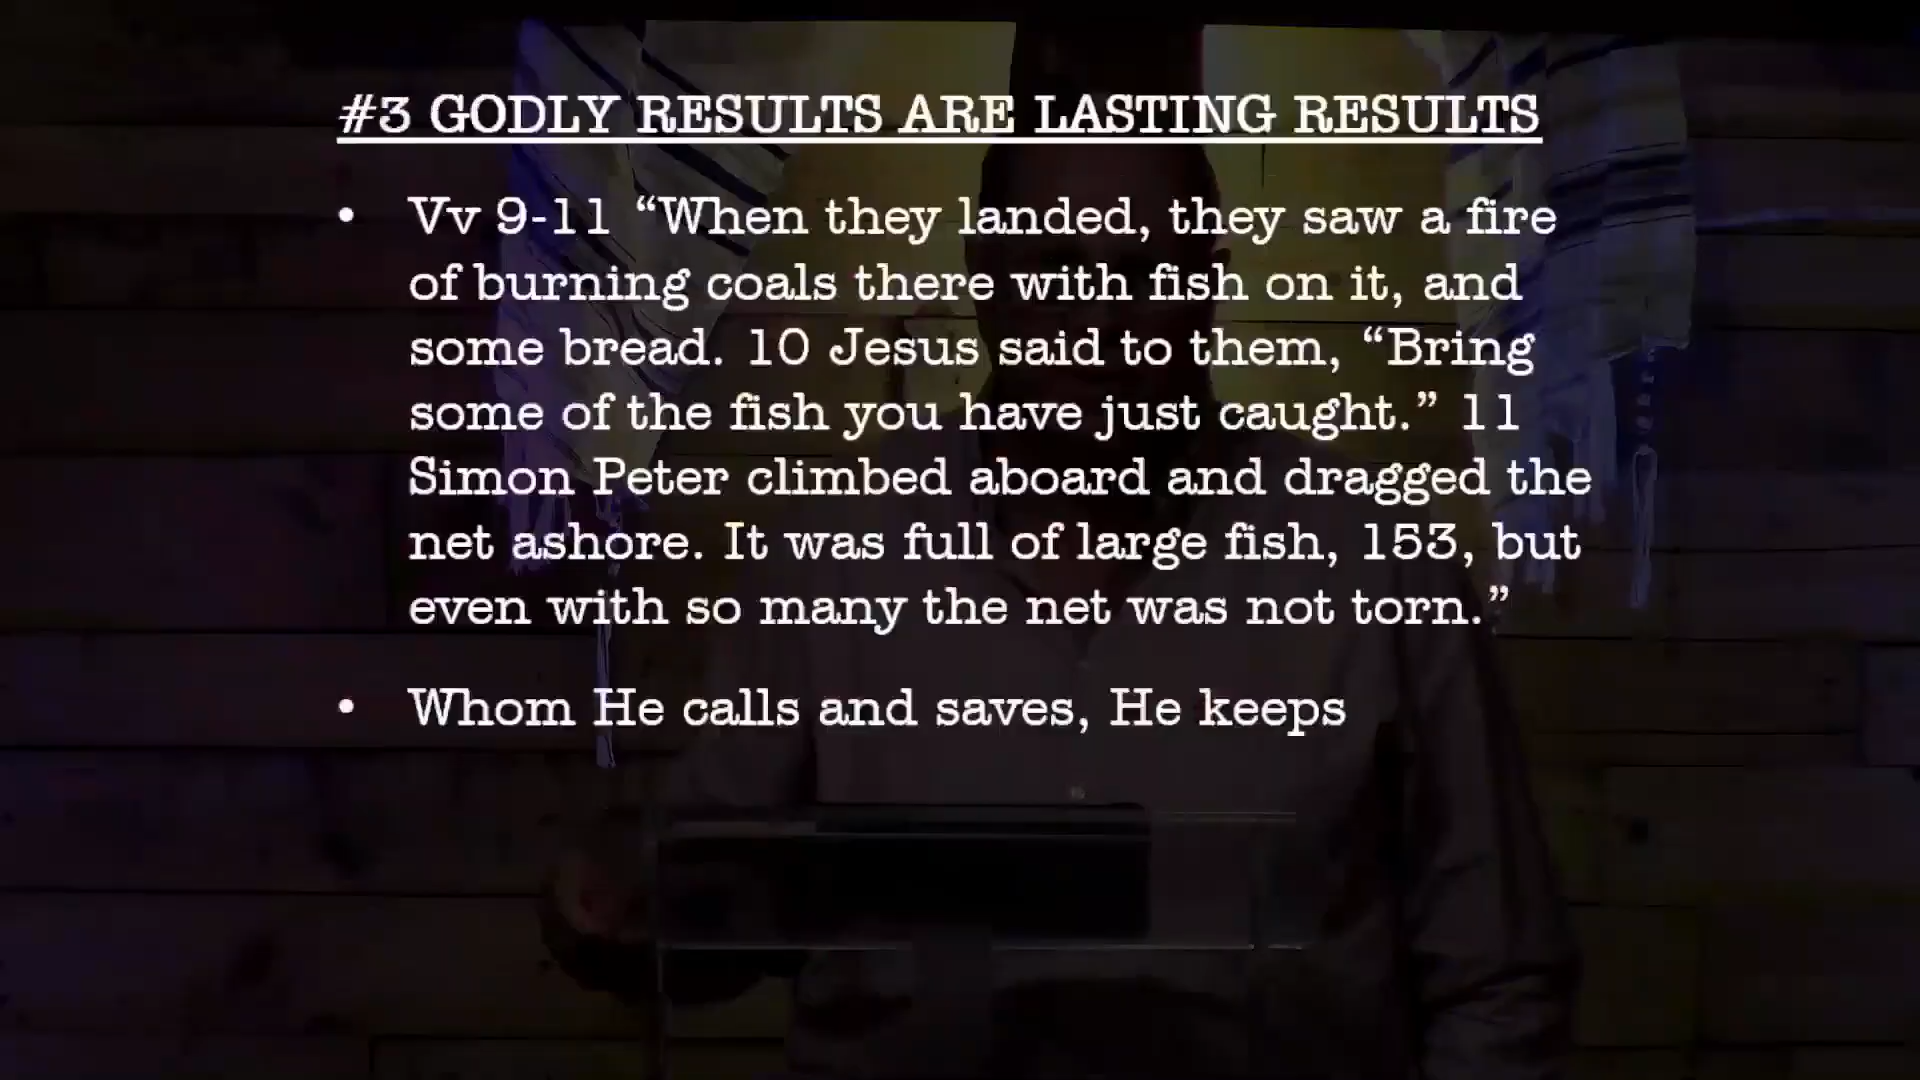 #3 GODLY RESULTS ARE LASTING RESULTS
• Vv 9-11 “When they landed, they saw a fire
of burning coals there with fish on it, and
some bread. 10 Jesus said to them, “Bring
some of the fish you have just caught.” 11
Simon Peter climbed aboard and dragged the
net ashore. It was full of large fish, 153, but
even with so many the net was not torn.”
• Whom He calls and saves, He keeps